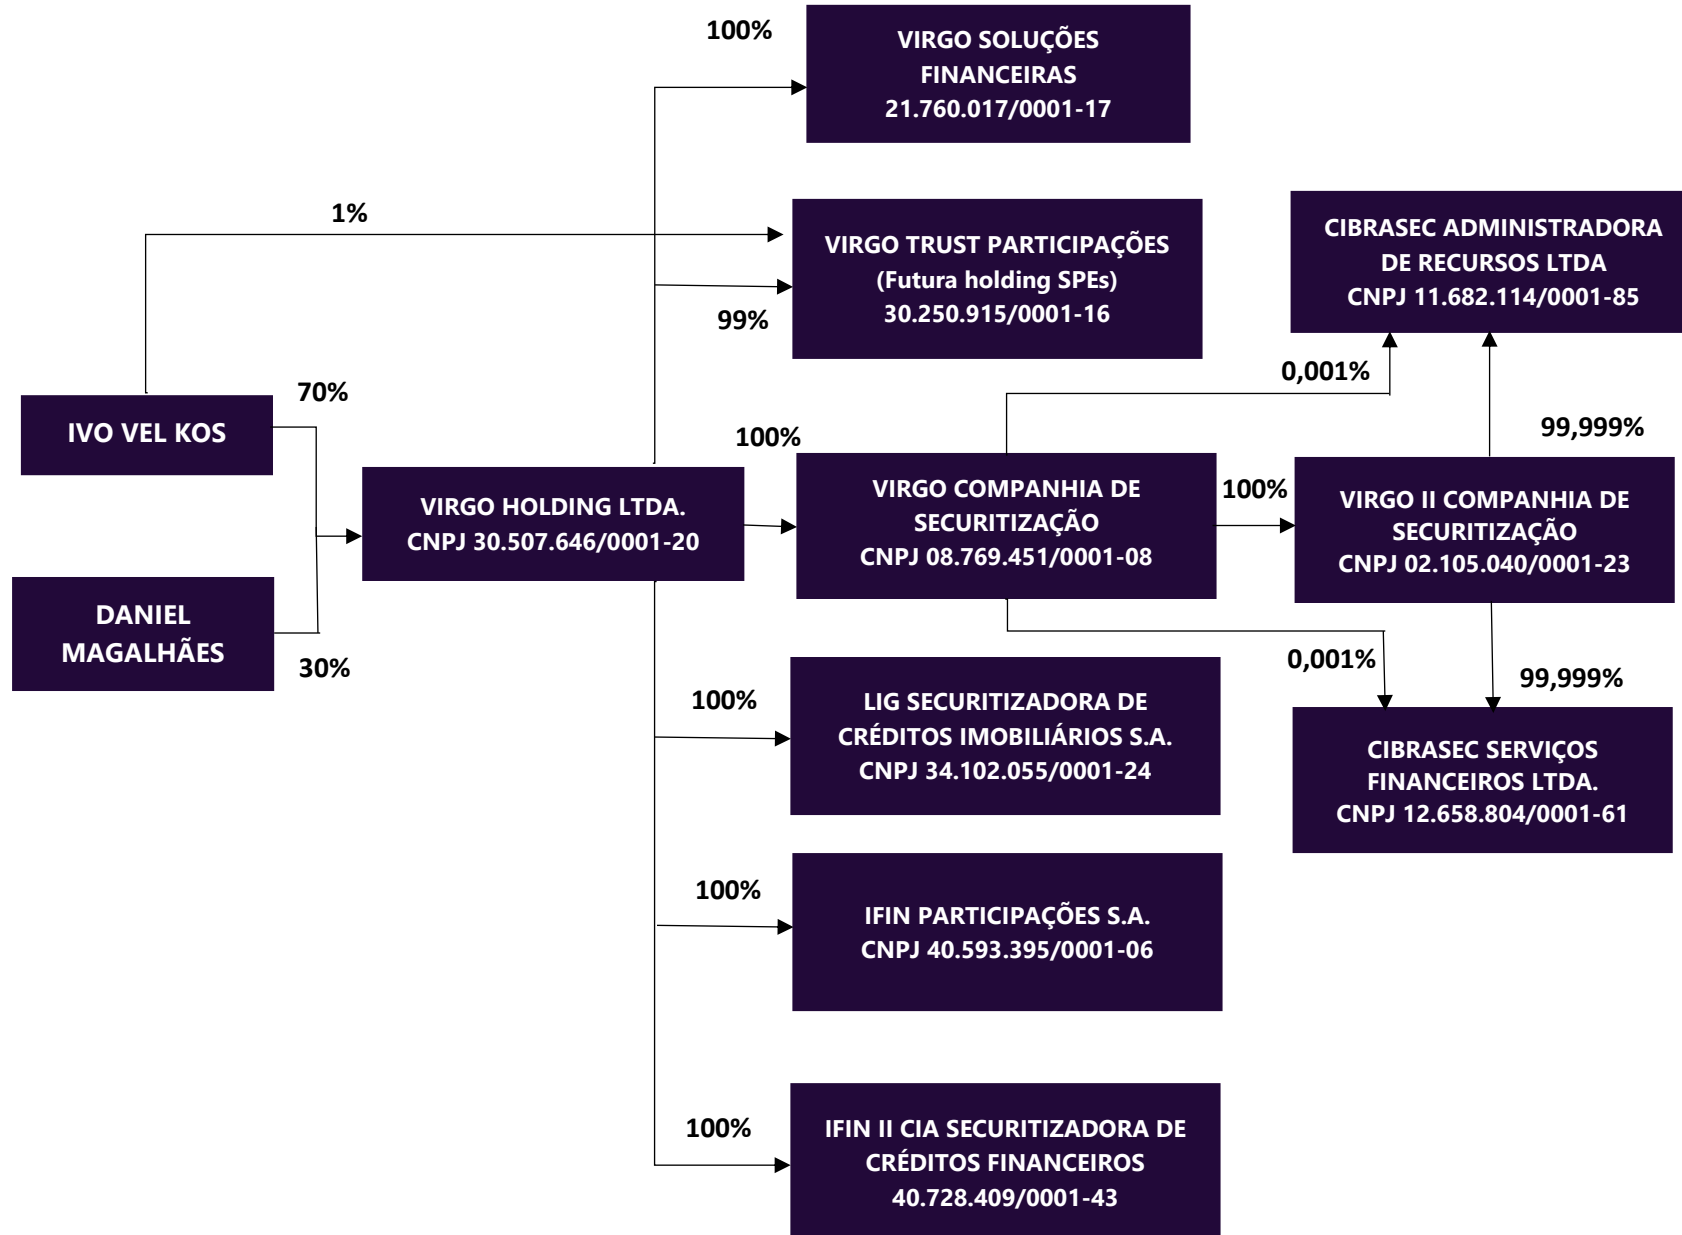 100%
VIRGO SOLUÇÕES
FINANCEIRAS
21.760.017/0001-17
1%
VIRGO TRUST PARTICIPAÇÕES
(Futura holding SPEs)
30.250.915/0001-16
99%
CIBRASEC ADMINISTRADORA
DE RECURSOS LTDA
CNPJ 11.682.114/0001-85
0,001%
99,999%
70%
IVO VEL KOS
DANIEL
MAGALHÃES
30%
VIRGO HOLDING LTDA.
CNPJ 30.507.646/0001-20
100%
VIRGO COMPANHIA DE
SECURITIZAÇÃO
CNPJ 08.769.451/0001-08
100%
VIRGO II COMPANHIA DE
SECURITIZAÇÃO
CNPJ 02.105.040/0001-23
0,001%
99,999%
CIBRASEC SERVIÇOS
FINANCEIROS LTDA.
CNPJ 12.658.804/0001-61
100%
LIG SECURITIZADORA DE
CRÉDITOS IMOBILIÁRIOS S.A.
CNPJ 34.102.055/0001-24
100%
IFIN PARTICIPAÇÕES S.A.
CNPJ 40.593.395/0001-06
100%
IFIN II CIA SECURITIZADORA DE
CRÉDITOS FINANCEIROS
40.728.409/0001-43